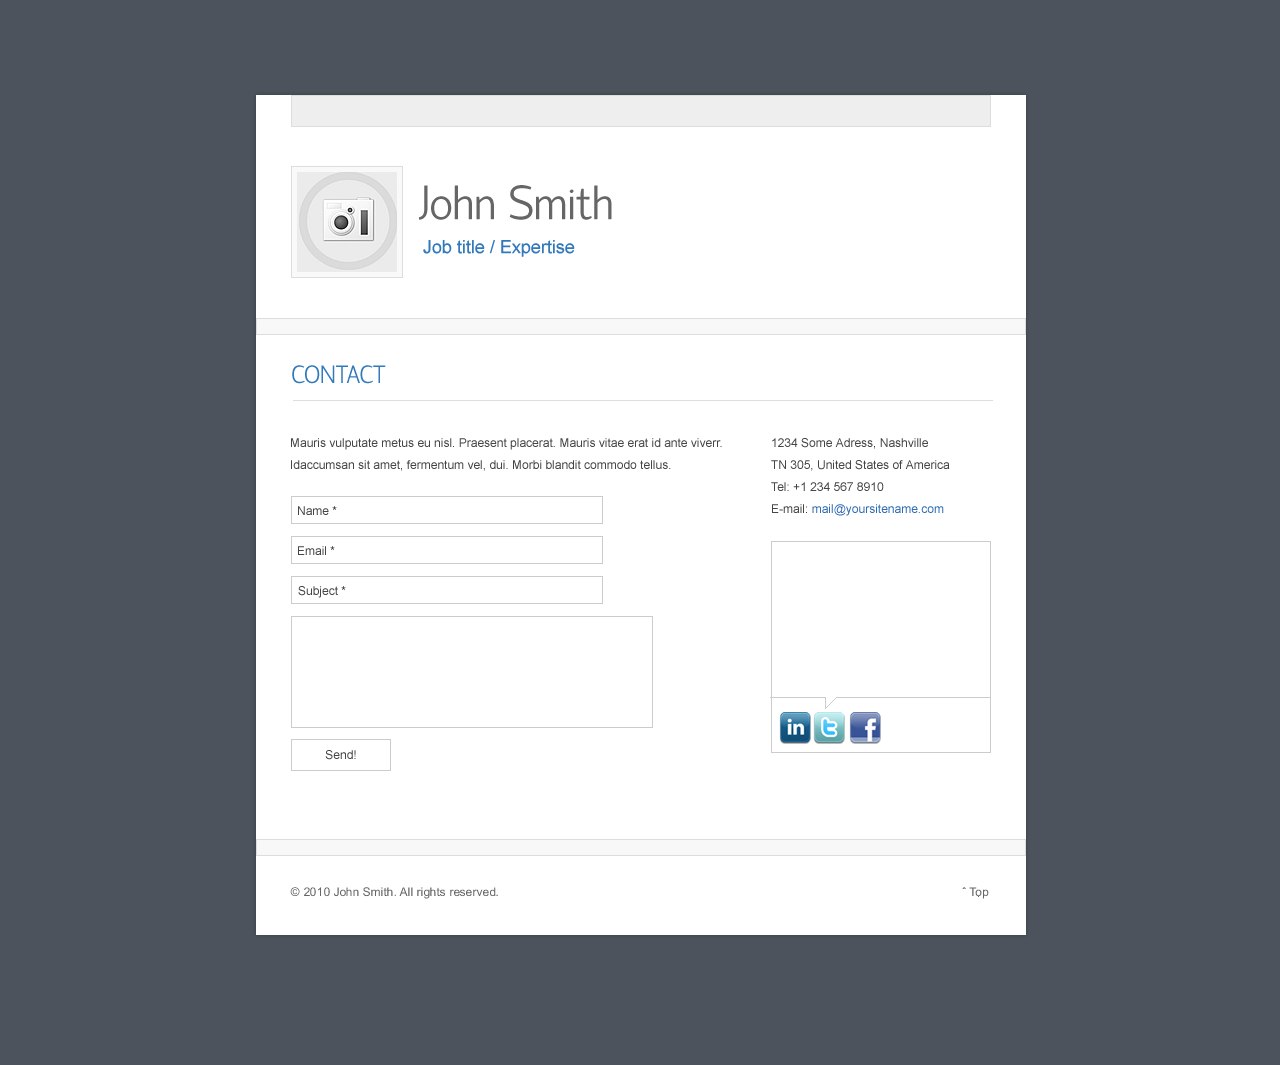 John Smith
Job title / Expertise
CONTACT
Mauris vulputate metus eu nisl. Praesent placerat. Mauris vitae erat id ante viverr.
Idaccumsan sit amet, fermentum vel, dui. Morbi blandit commodo tellus.
Name *
Email *
Subject *
Send!
1234 Some Adress, Nashville
TN 305, United States of America
Tel: +1 234 567 8910
E-mail: mail@yoursitename.com
in t f
© 2010 John Smith. All rights reserved.
ˆ Top